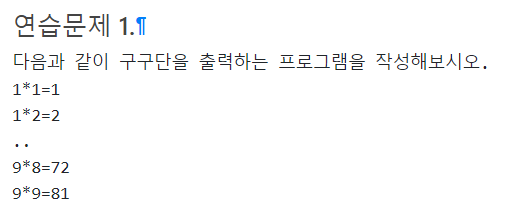 연습문제 1.¶
다음과 같이 구구단을 출력하는 프로그램을 작성해보시오.
1*1=1
1*2=2
..
9*8=72
9*9=81